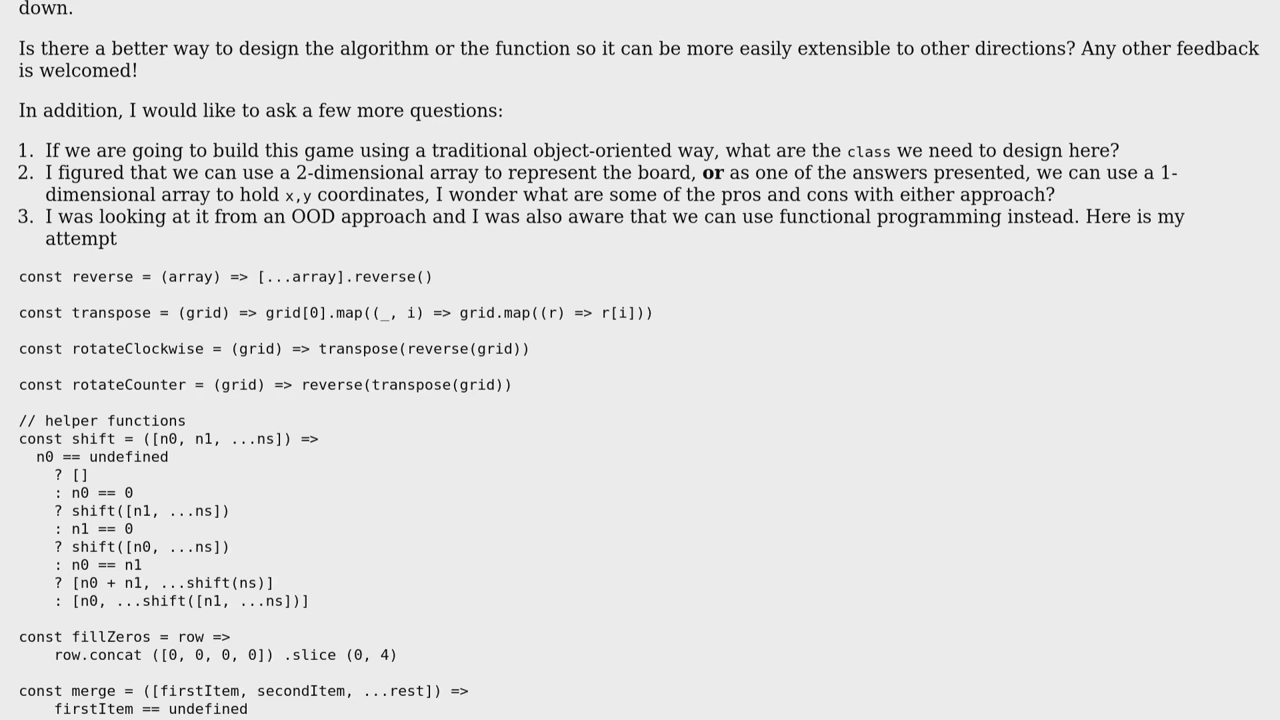 down.
Is there a better way to design the algorithm or the function so it can be more easily extensible to other directions? Any other feedback
is welcomed!
In addition, I would like to ask a few more questions:
1. If we are going to build this game using a traditional object-oriented way, what are the class we need to design here?
2. I figured that we can use a 2-dimensional array to represent the board, or as one of the answers presented, we can use a 1-
dimensional array to hold x,y coordinates, I wonder what are some of the pros and cons with either approach?
3. I was looking at it from an OOD approach and I was also aware that we can use functional programming instead. Here is my
attempt
const reverse = (array) => [...array].reverse()
const transpose = (grid) => grid[0].map((_, i) => grid.map((r) => r[i]))
const rotateClockwise = (grid) => transpose(reverse(grid))
const rotateCounter = (grid) => reverse(transpose(grid))
// helper functions
const shift = ([n0, n1, ...ns]) =>
  n0 == undefined
    ? []
    : n0 == 0
    ? shift([n1, ...ns])
    : n1 == 0
    ? shift([n0, ...ns])
    : n0 == n1
    ? [n0 + n1, ...shift(ns)]
    : [n0, ...shift([n1, ...ns])]
const fillZeros = row =>
    row.concat ([0, 0, 0, 0]) .slice (0, 4)
const merge = ([firstItem, secondItem, ...rest]) =>
    firstItem == undefined